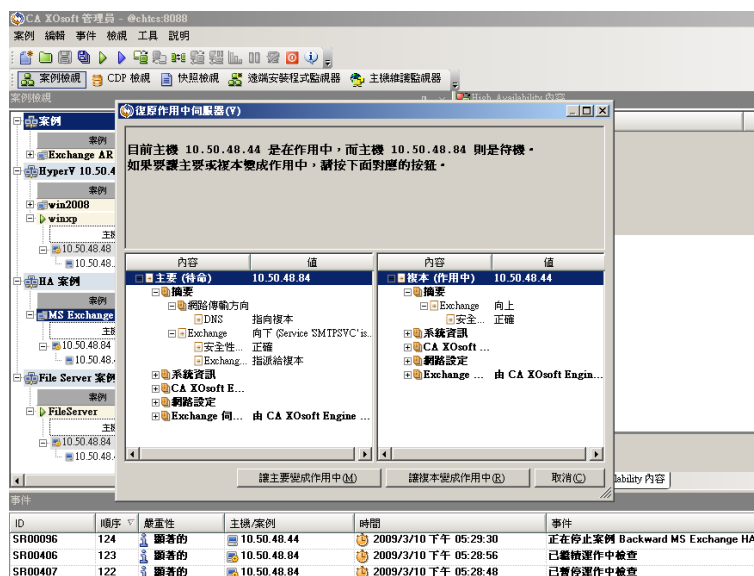 CA XOsoft 管理員 - @chtcs:8088
案例 編輯 事件 檢視 工具 說明
案例檢視 CDP 檢視 快照檢視 遠端安裝程式監視器 主機維護監視器
案例檢視
High Availability 內容
案例
案例
Exchange AR
HyperV 10.50.4
案例
win2008
winxp
主
10.50.48.48
10.50.48.
HA 案例
案例
MS Exchange
主
10.50.48.84
10.50.48.
File Server 案例
案例
FileServer
主
10.50.48.84
10.50.48.
復原作用中伺服器(V)
目前主機 10.50.48.44 是在作用中，而主機 10.50.48.84 則是待機。
如果要讓主要或複本變成作用中，請按下面對應的按鈕。
內容 值
主要 (待命) 10.50.48.84
摘要
網路傳輸方向
DNS 指向複本
Exchange 向下 (Service 'SMTPSVC' is..
安全性... 正確
Exchang... 指派給複本
系統資訊
CA XOsoft E...
網路設定
Exchange 伺... 由 CA XOsoft Engine ...
內容 值
複本 (作用中) 10.50.48.44
摘要
Exchange 向上
安全... 正確
系統資訊
CA XOsoft ...
網路設定
Exchange ... 由 CA XOsoft Engin...
讓主要變成作用中(M) 讓複本變成作用中(R) 取消(C)
lability 內容
事件
ID 順序 嚴重性 主機/案例 時間 事件
SR00096 124 顯著的 10.50.48.44 2009/3/10 下午 05:29:30 正在停止案例 Backward MS Exchange HA
SR00406 123 顯著的 10.50.48.84 2009/3/10 下午 05:28:56 已繼續運作中檢查
SR00407 122 顯著的 10.50.48.84 2009/3/10 下午 05:28:48 已暫停運作中檢查